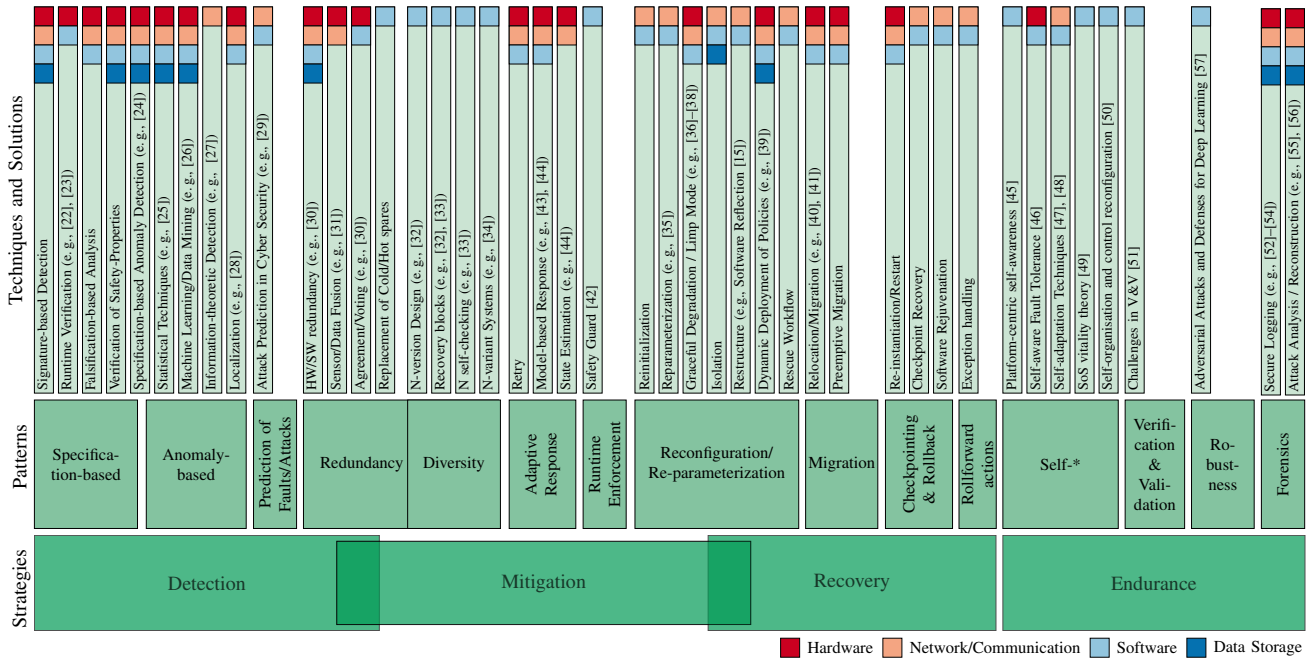 Techniques and Solutions
Signature-based Detection
Runtime Verification (e. g., [22], [23])
Falsification-based Analysis
Verification of Safety-Properties
Specification-based Anomaly Detection (e. g., [24])
Statistical Techniques (e. g., [25])
Machine Learning/Data Mining (e. g., [26])
Information-theoretic Detection (e. g., [27])
Localization (e. g., [28])
Attack Prediction in Cyber Security (e. g., [29])
HW/SW redundancy (e. g., [30])
Sensor/Data Fusion (e. g., [31])
Agreement/Voting (e. g., [30])
Replacement of Cold/Hot spares
N-version Design (e. g., [32])
Recovery blocks (e. g., [32], [33])
N self-checking (e. g., [33])
N-variant Systems (e. g., [34])
Retry
Model-based Response (e. g., [43], [44])
State Estimation (e. g., [44])
Safety Guard [42]
Reinitialization
Reparameterization (e. g., [35])
Graceful Degradation / Limp Mode (e. g., [36]–[38])
Isolation
Restructure (e. g., Software Reflection [15])
Dynamic Deployment of Policies (e. g., [39])
Rescue Workflow
Relocation/Migration (e. g., [40], [41])
Preemptive Migration
Re-instantiation/Restart
Checkpoint Recovery
Software Rejuvenation
Exception handling
Platform-centric self-awareness [45]
Self-aware Fault Tolerance [46]
Self-adaptation Techniques [47], [48]
SoS vitality theory [49]
Self-organisation and control reconfiguration [50]
Challenges in V&V [51]
Adversarial Attacks and Defenses for Deep Learning [57]
Secure Logging (e. g., [52]–[54])
Attack Analysis / Reconstruction (e. g., [55], [56])
Patterns
Specifica-
tion-based
Anomaly-
based
Prediction of
Faults/Attacks
Redundancy
Diversity
Adaptive
Response
Runtime
Enforcement
Reconfiguration/
Re-parameterization
Migration
Checkpointing
& Rollback
Rollforward
actions
Self-*
Verifi-
cation
&
Vali-
dation
Ro-
bust-
ness
Forensics
Strategies
Detection
Mitigation
Recovery
Endurance
Hardware
Network/Communication
Software
Data Storage